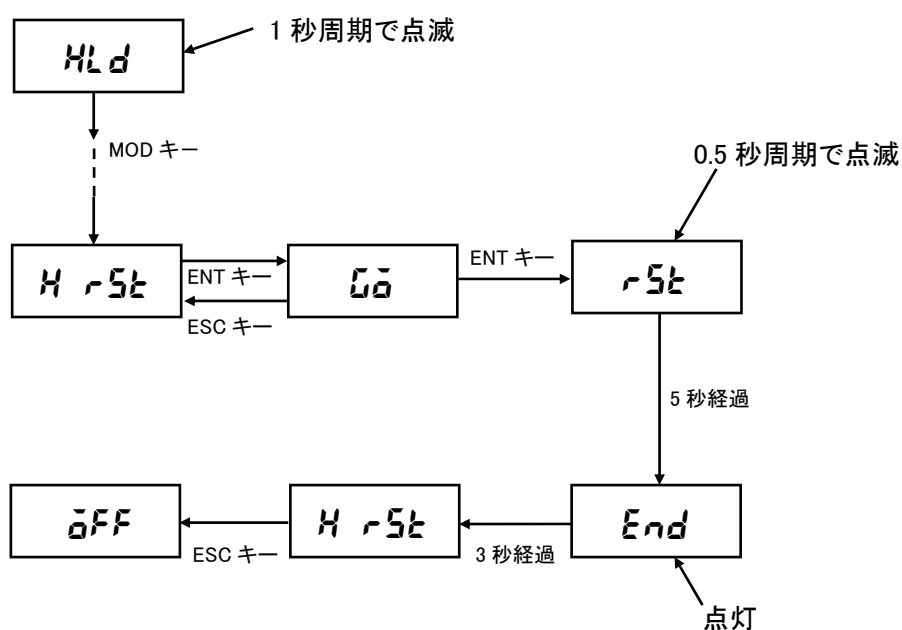 1 秒周期で点滅
HLd
MOD キー
0.5 秒周期で点滅
H rSt
ENT キー
ESC キー
Go
ENT キー
rSt
5 秒経過
oFF
ESC キー
H rSt
3 秒経過
End
点灯